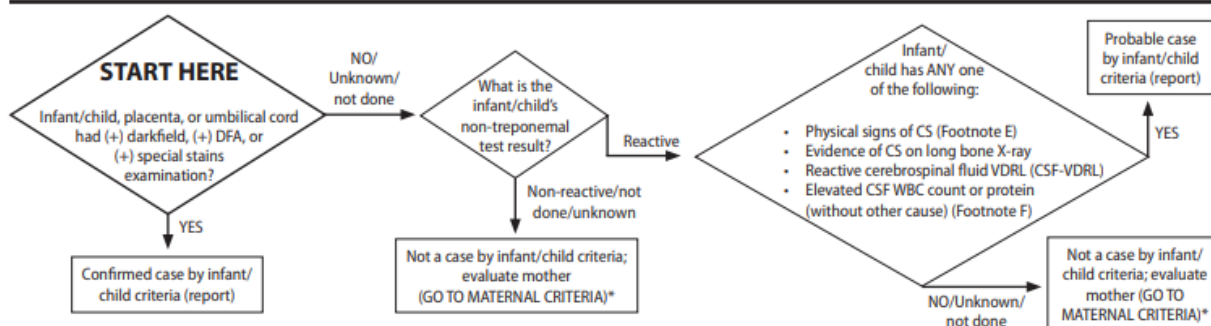 START HERE
Infant/child, placenta, or umbilical cord
had (+) darkfield, (+) DFA, or
(+) special stains
examination?
NO/
Unknown/
not done
YES
Confirmed case by infant/
child criteria (report)
What is the
infant/child's
non-treponemal
test result?
Reactive
Non-reactive/not
done/unknown
Not a case by infant/child criteria;
evaluate mother
(GO TO MATERNAL CRITERIA)*
Infant/
child has ANY one
of the following:
• Physical signs of CS (Footnote E)
• Evidence of CS on long bone X-ray
• Reactive cerebrospinal fluid VDRL (CSF-VDRL)
• Elevated CSF WBC count or protein
(without other cause) (Footnote F)
YES
Probable case
by infant/child
criteria (report)
NO/Unknown/
not done
Not a case by infant/
child criteria; evaluate
mother (GO TO
MATERNAL CRITERIA)*